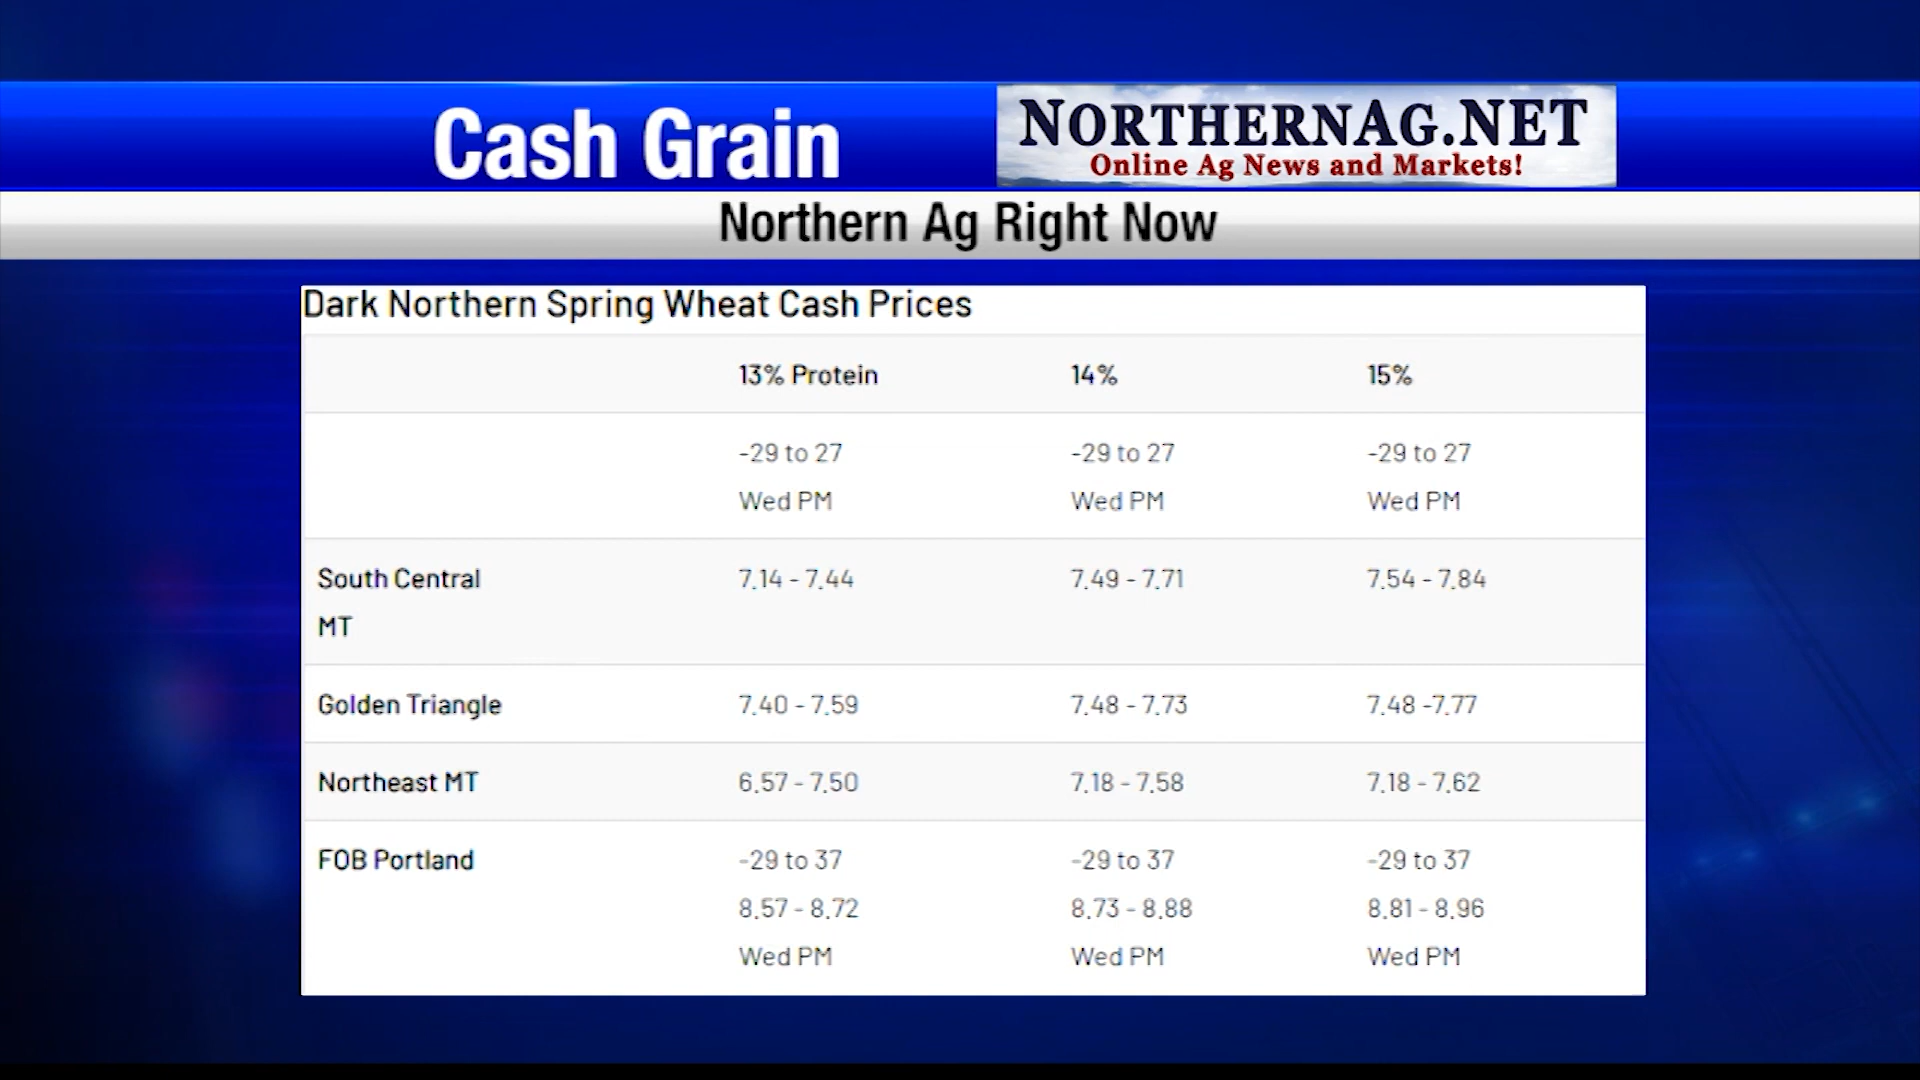 Cash Grain
NORTHERNAG.NET
Online Ag News and Markets!
Northern Ag Right Now
Dark Northern Spring Wheat Cash Prices
13% Protein 14% 15%
-29 to 27 -29 to 27 -29 to 27
Wed PM Wed PM Wed PM
South Central 7.14 - 7.44 7.49 - 7.71 7.54 - 7.84
MT
Golden Triangle 7.40 - 7.59 7.48 - 7.73 7.48 -7.77
Northeast MT 6.57 - 7.50 7.18 - 7.58 7.18 - 7.62
FOB Portland -29 to 37 -29 to 37 -29 to 37
8.57 - 8.72 8.73 - 8.88 8.81 - 8.96
Wed PM Wed PM Wed PM